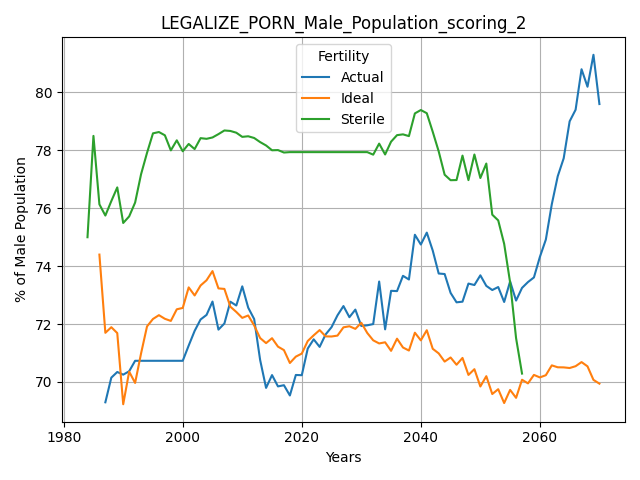 LEGALIZE_PORN_Male_Population_scoring_2
Fertility
Actual
Ideal
Sterile
% of Male Population
80
78
76
74
72
70
1980
2000
2020
2040
2060
Years